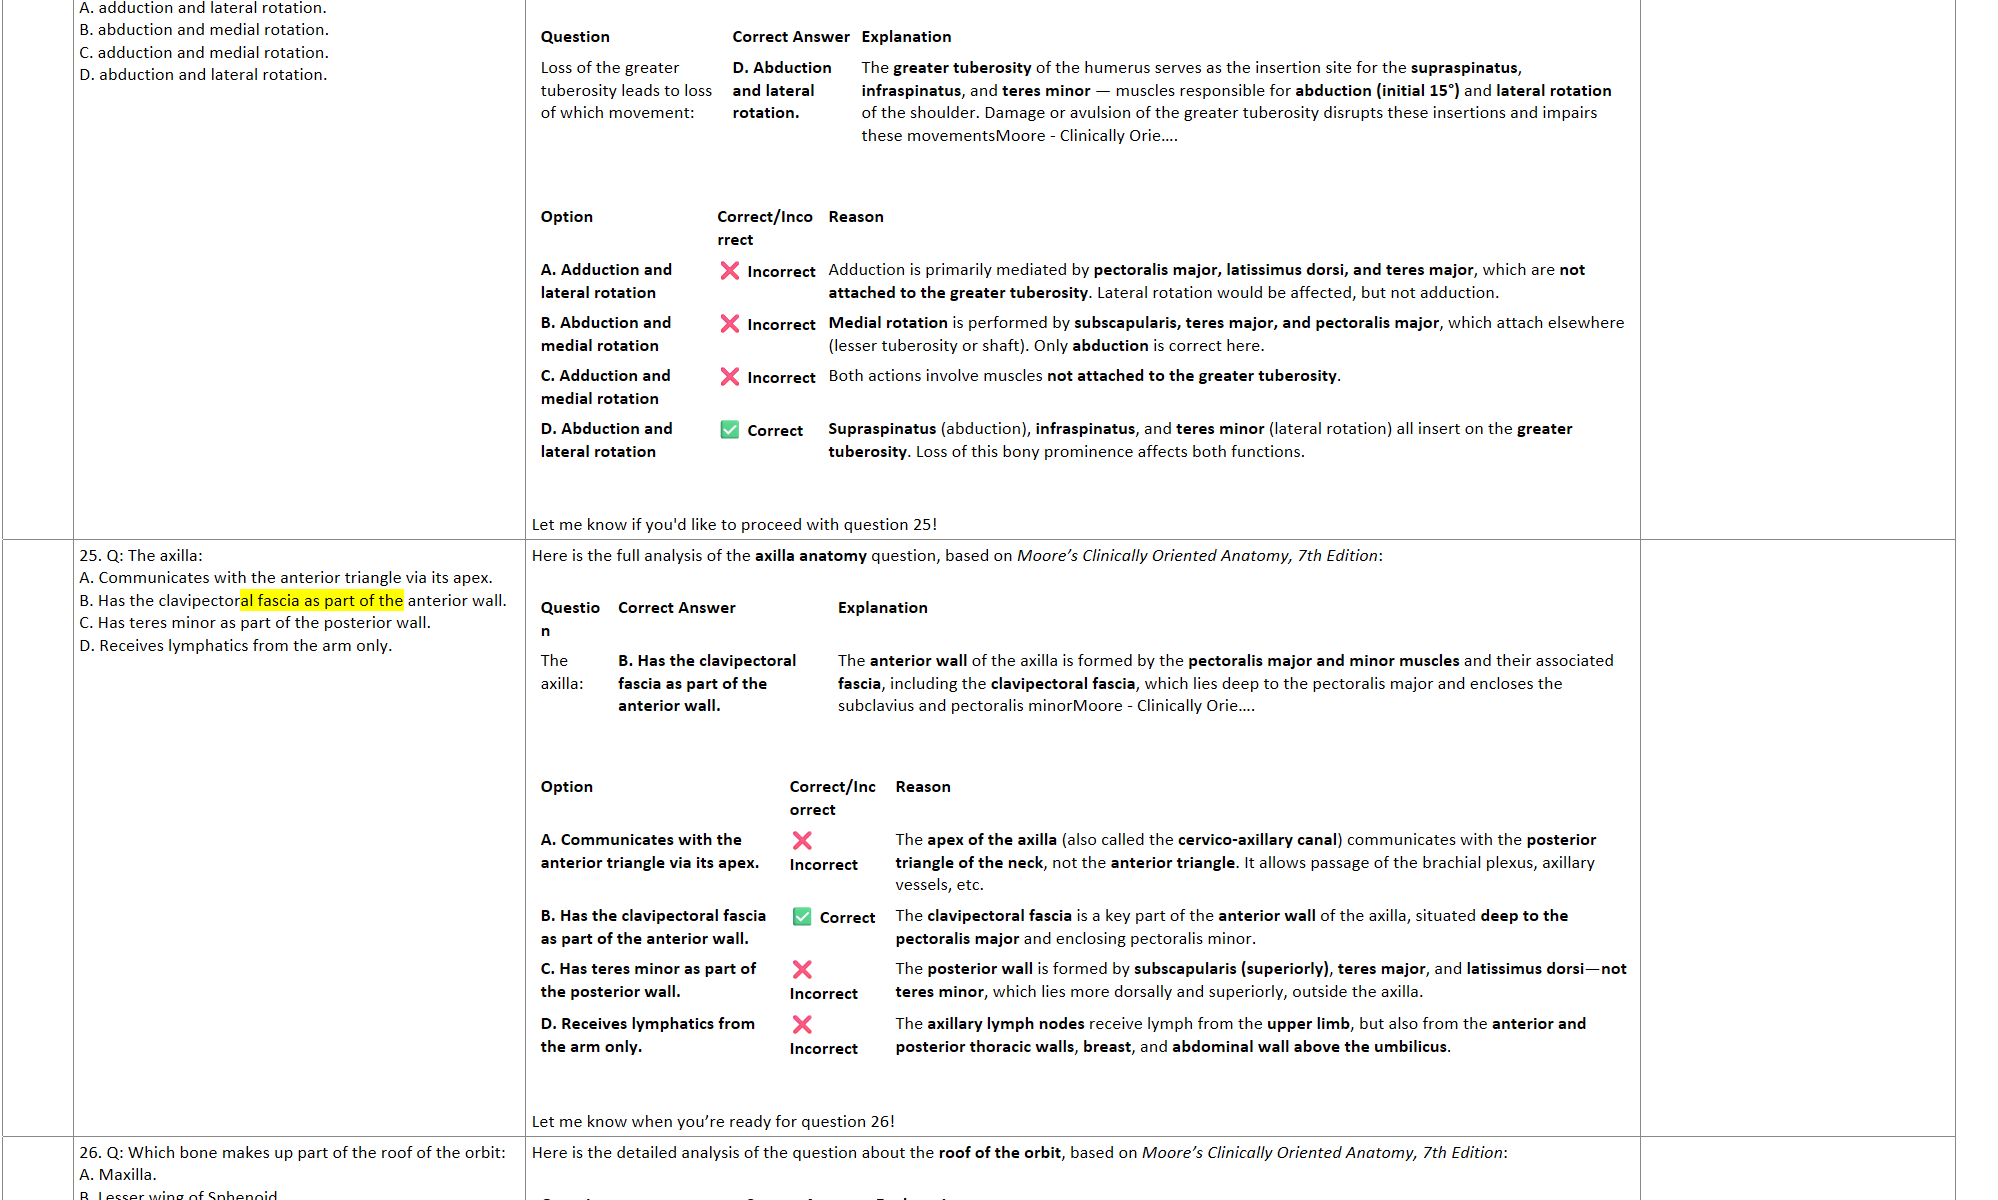 A. adduction and lateral rotation.
B. abduction and medial rotation.
C. adduction and medial rotation.
D. abduction and lateral rotation.
Question Correct Answer Explanation
Loss of the greater D. Abduction The greater tuberosity of the humerus serves as the insertion site for the supraspinatus,
tuberosity leads to loss and lateral infraspinatus, and teres minor — muscles responsible for abduction (initial 15°) and lateral rotation
of which movement: rotation. of the shoulder. Damage or avulsion of the greater tuberosity disrupts these insertions and impairs
these movementsMoore - Clinically Orie….
Option Correct/Inco Reason
rrect
A. Adduction and ❌ Incorrect Adduction is primarily mediated by pectoralis major, latissimus dorsi, and teres major, which are not
lateral rotation attached to the greater tuberosity. Lateral rotation would be affected, but not adduction.
B. Abduction and ❌ Incorrect Medial rotation is performed by subscapularis, teres major, and pectoralis major, which attach elsewhere
medial rotation (lesser tuberosity or shaft). Only abduction is correct here.
C. Adduction and ❌ Incorrect Both actions involve muscles not attached to the greater tuberosity.
medial rotation
D. Abduction and ✅ Correct Supraspinatus (abduction), infraspinatus, and teres minor (lateral rotation) all insert on the greater
lateral rotation tuberosity. Loss of this bony prominence affects both functions.
Let me know if you'd like to proceed with question 25!
25. Q: The axilla:
A. Communicates with the anterior triangle via its apex.
B. Has the clavipectoral fascia as part of the anterior wall.
C. Has teres minor as part of the posterior wall.
D. Receives lymphatics from the arm only.
Here is the full analysis of the axilla anatomy question, based on Moore’s Clinically Oriented Anatomy, 7th Edition:
Questio Correct Answer Explanation
n
The B. Has the clavipectoral The anterior wall of the axilla is formed by the pectoralis major and minor muscles and their associated
axilla: fascia as part of the fascia, including the clavipectoral fascia, which lies deep to the pectoralis major and encloses the
anterior wall. subclavius and pectoralis minorMoore - Clinically Orie….
Option Correct/Inc Reason
orrect
A. Communicates with the ❌ The apex of the axilla (also called the cervico-axillary canal) communicates with the posterior
anterior triangle via its apex. Incorrect triangle of the neck, not the anterior triangle. It allows passage of the brachial plexus, axillary
vessels, etc.
B. Has the clavipectoral fascia ✅ Correct The clavipectoral fascia is a key part of the anterior wall of the axilla, situated deep to the
as part of the anterior wall. pectoralis major and enclosing pectoralis minor.
C. Has teres minor as part of ❌ The posterior wall is formed by subscapularis (superiorly), teres major, and latissimus dorsi—not
the posterior wall. Incorrect teres minor, which lies more dorsally and superiorly, outside the axilla.
D. Receives lymphatics from ❌ The axillary lymph nodes receive lymph from the upper limb, but also from the anterior and
the arm only. Incorrect posterior thoracic walls, breast, and abdominal wall above the umbilicus.
Let me know when you’re ready for question 26!
26. Q: Which bone makes up part of the roof of the orbit:
A. Maxilla.
B. Lesser wing of Sphenoid
Here is the detailed analysis of the question about the roof of the orbit, based on Moore’s Clinically Oriented Anatomy, 7th Edition: